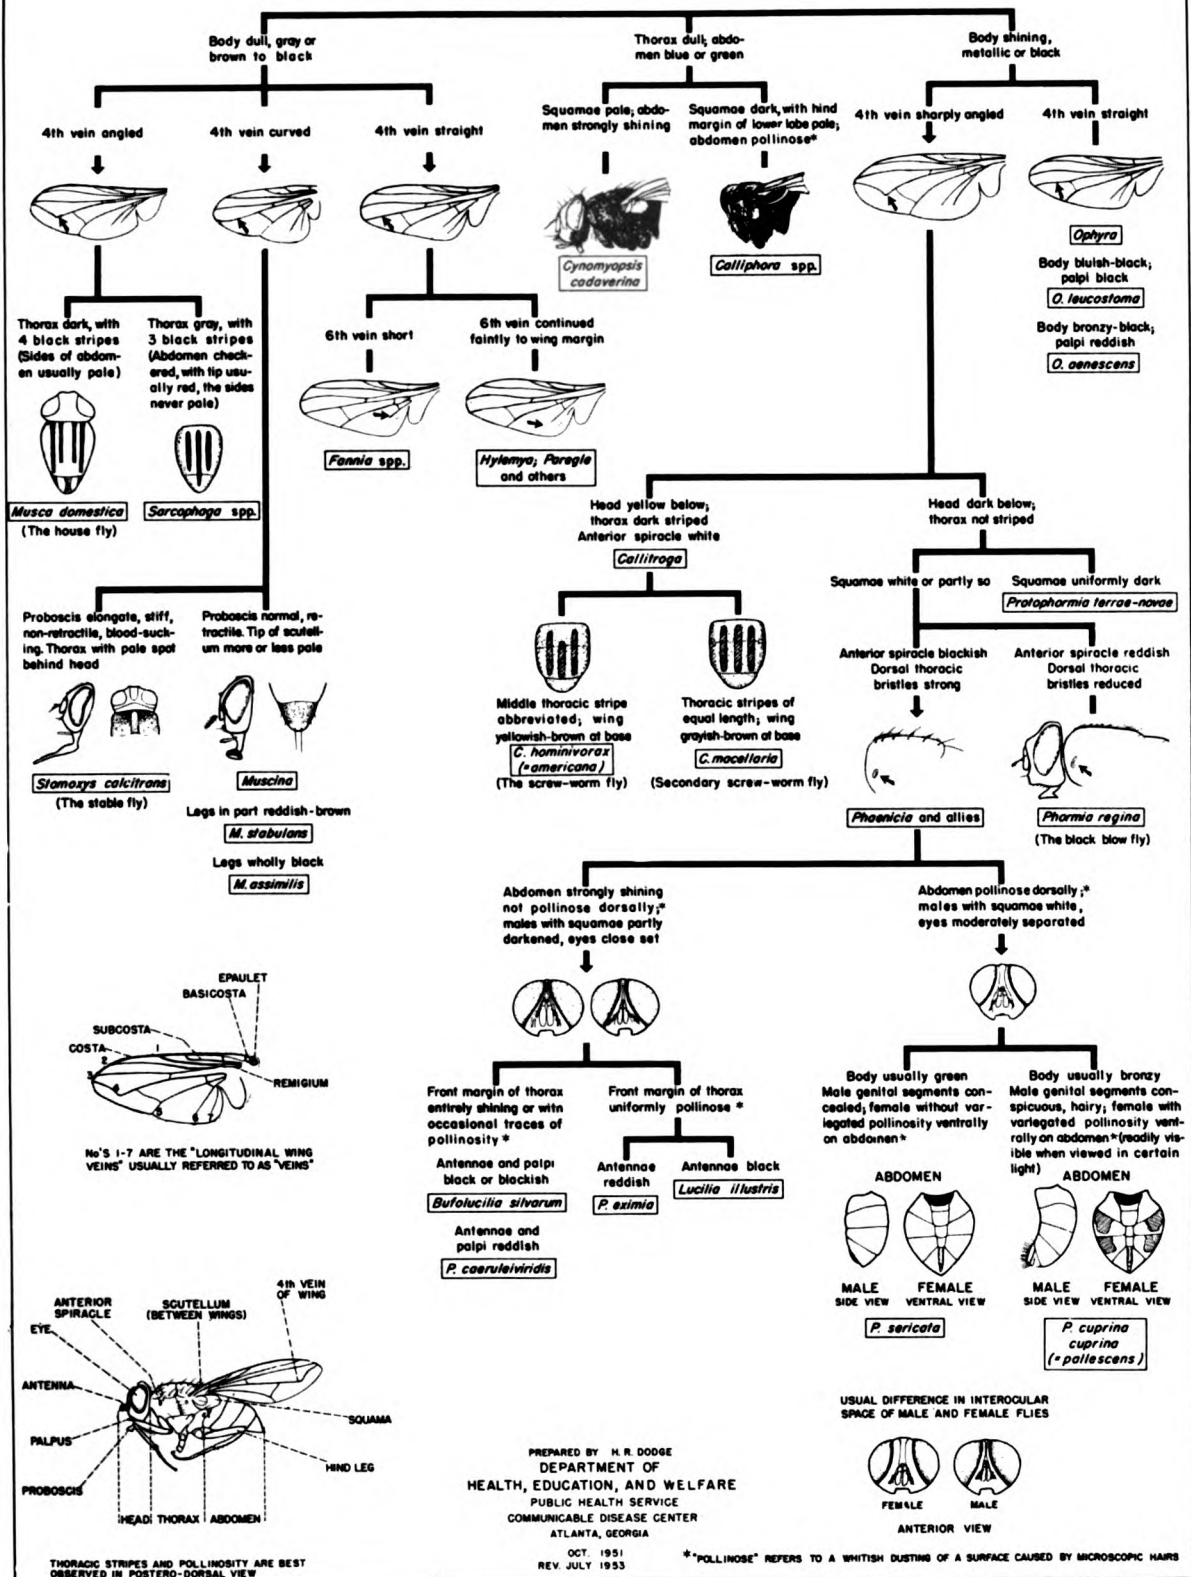 Body dull, gray or
brown to black
Thorax dull; abdo-
men blue or green
Body shining,
metallic or black
4th vein angled
4th vein curved
4th vein straight
Squamae pale; abdo-
men strongly shining
Squamae dark, with hind
margin of lower lobe pale;
abdomen pollinose*
4th vein sharply angled
4th vein straight
Cynomyopsis
cadaverina
Calliphora spp.
Ophyra
Body bluish-black;
palpi black
O. leucostoma
Body bronzy-black;
palpi reddish
O. aenescens
Thorax dark, with
4 black stripes
(Sides of abdom-
en usually pale)
Thorax gray, with
3 black stripes
(Abdomen check-
ered, with tip usu-
ally red, the sides
never pale)
6th vein short
6th vein continued
faintly to wing margin
Fannia spp.
Hylemya; Paregle
and others
Musca domestica
(The house fly)
Sarcophaga spp.
Head yellow below;
thorax dark striped
Anterior spiracle white
Callitroga
Head dark below;
thorax not striped
Squamae white or partly so
Squamae uniformly dark
Protophormia terrae-novae
Proboscis elongate, stiff,
non-retractile, blood-suck-
ing. Thorax with pale spot
behind head
Proboscis normal, re-
tractile. Tip of scutell-
um more or less pale
Anterior spiracle blackish
Dorsal thoracic
bristles strong
Anterior spiracle reddish
Dorsal thoracic
bristles reduced
Middle thoracic stripe
abbreviated; wing
yellowish-brown at base
C. hominivorax
(=americana)
(The screw-worm fly)
Thoracic stripes of
equal length; wing
grayish-brown at base
C. macellaria
(Secondary screw-worm fly)
Stomoxys calcitrans
(The stable fly)
Muscina
Legs in part reddish-brown
M. stabulans
Legs wholly black
M. assimilis
Phaenicia and allies
Phormia regina
(The black blow fly)
Abdomen strongly shining
not pollinose dorsally;*
males with squamae partly
darkened, eyes close set
Abdomen pollinose dorsally;*
males with squamae white,
eyes moderately separated
EPAULET
BASICOSTA
SUBCOSTA
COSTA
1
2
3
4
5
6
7
REMIGIUM
No'S 1-7 ARE THE "LONGITUDINAL WING
VEINS" USUALLY REFERRED TO AS "VEINS"
Front margin of thorax
entirely shining or with
occasional traces of
pollinosity*
Front margin of thorax
uniformly pollinose*
Body usually green
Male genital segments con-
cealed; female without var-
iegated pollinosity ventrally
on abdomen*
Body usually bronzy
Male genital segments con-
spicuous, hairy; female with
variegated pollinosity vent-
rally on abdomen*(readily vis-
ible when viewed in certain
light)
Antennae and palpi
black or blackish
Bufolucilia silvarum
Antennae
reddish
P. eximia
Antennae black
Lucilia illustris
Antennae and
palpi reddish
P. caeruleiviridis
ABDOMEN
MALE
SIDE VIEW
FEMALE
VENTRAL VIEW
P. sericata
ABDOMEN
MALE
SIDE VIEW
FEMALE
VENTRAL VIEW
P. cuprina
cuprina
(=pallescens)
4th VEIN
OF WING
ANTERIOR
SPIRACLE
SCUTELLUM
(BETWEEN WINGS)
EYE
ANTENNA
SQUAMA
PALPUS
HIND LEG
PROBOSCIS
HEAD THORAX ABDOMEN
THORACIC STRIPES AND POLLINOSITY ARE BEST
OBSERVED IN POSTERO-DORSAL VIEW
PREPARED BY H. R. DODGE
DEPARTMENT OF
HEALTH, EDUCATION, AND WELFARE
PUBLIC HEALTH SERVICE
COMMUNICABLE DISEASE CENTER
ATLANTA, GEORGIA
OCT. 1951
REV. JULY 1953
USUAL DIFFERENCE IN INTEROCULAR
SPACE OF MALE AND FEMALE FLIES
FEMALE
MALE
ANTERIOR VIEW
*"POLLINOSE" REFERS TO A WHITISH DUSTING OF A SURFACE CAUSED BY MICROSCOPIC HAIRS